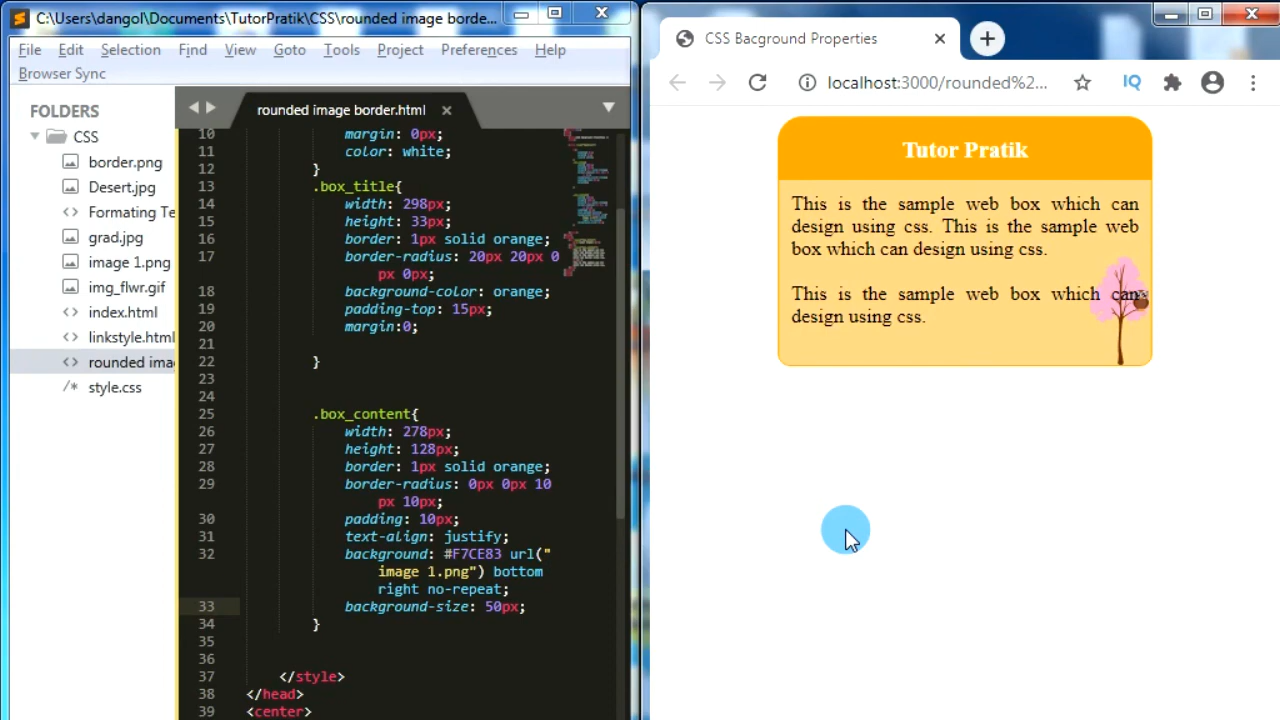 C:\Users\dangol\Documents\TutorPratik\CSS\rounded image borde...
File Edit Selection Find View Goto Tools Project Preferences Help
Browser Sync
FOLDERS
CSS
border.png
Desert.jpg
Formating Te
grad.jpg
image 1.png
img_flwr.gif
index.html
linkstyle.html
rounded ima
style.css
rounded image border.html
10 margin: 0px;
11 color: white;
12 }
13 .box_title{
14 width: 298px;
15 height: 33px;
16 border: 1px solid orange;
17 border-radius: 20px 20px 0
px 0px;
18 background-color: orange;
19 padding-top: 15px;
20 margin:0;
21
22 }
23
24
25 .box_content{
26 width: 278px;
27 height: 128px;
28 border: 1px solid orange;
29 border-radius: 0px 0px 10
px 10px;
30 padding: 10px;
31 text-align: justify;
32 background: #F7CE83 url("
image 1.png") bottom
right no-repeat;
33 background-size: 50px;
34 }
35
36
37 </style>
38 </head>
39 <center>
CSS Bacground Properties
localhost:3000/rounded%2...
IQ
Tutor Pratik
This is the sample web box which can
design using css. This is the sample web
box which can design using css.
This is the sample web box which can
design using css.